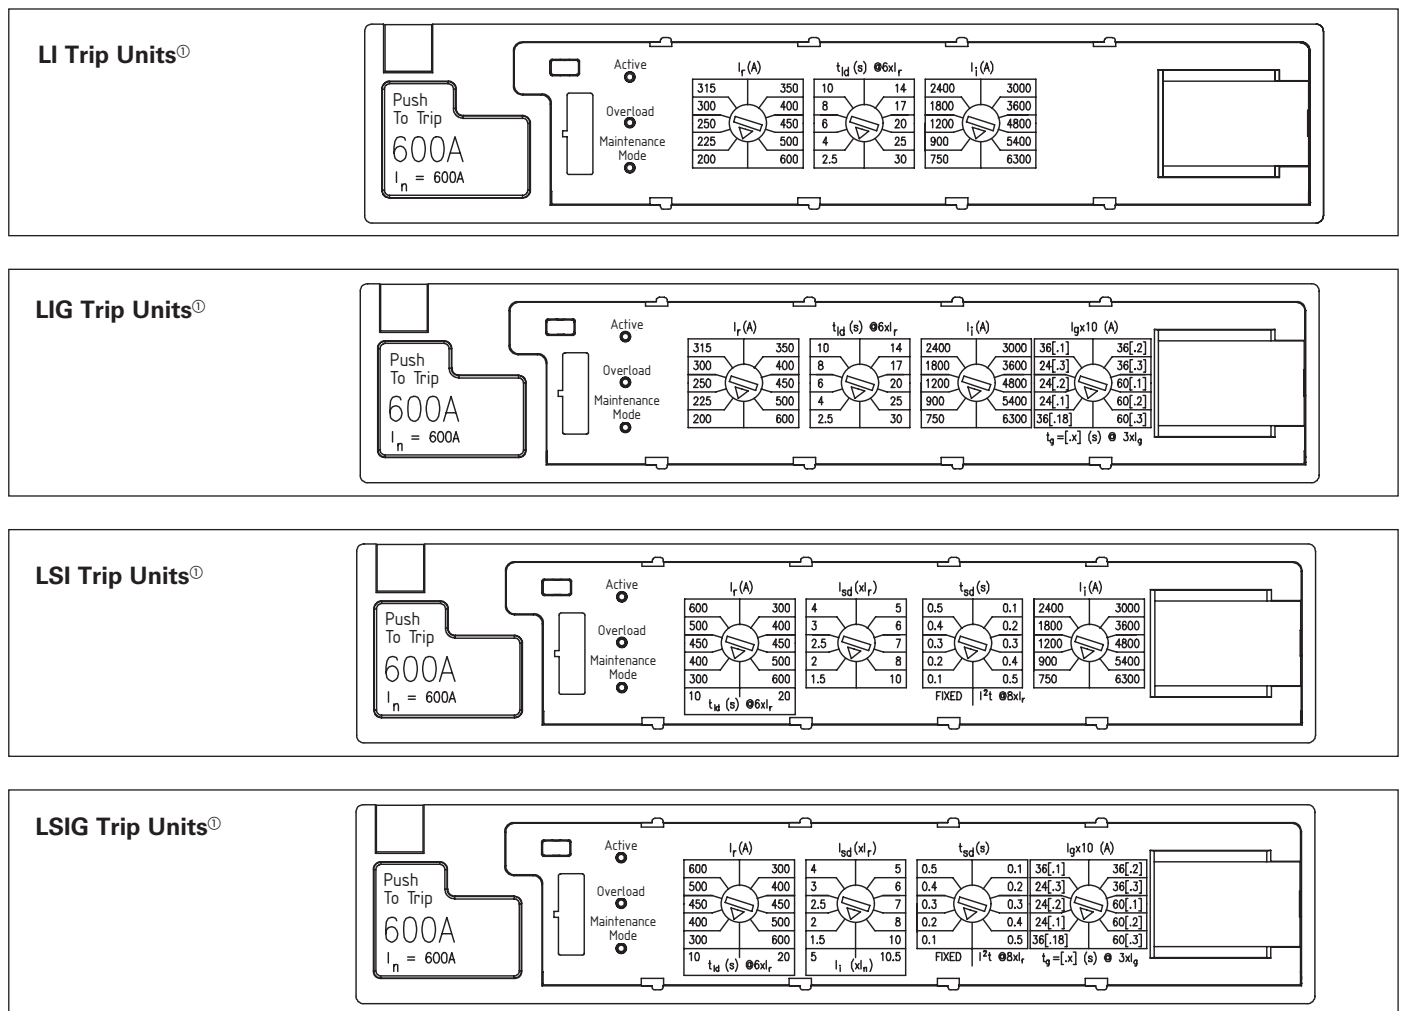 LI Trip Units①
Push
To Trip
600A
In = 600A
Active
Overload
Maintenance
Mode
Ir(A)
315 350
300 400
250 450
225 500
200 600
tld (s) @6xIr
10 14
8 17
6 20
4 25
2.5 30
Ii(A)
2400 3000
1800 3600
1200 4800
900 5400
750 6300
LIG Trip Units①
Push
To Trip
600A
In = 600A
Active
Overload
Maintenance
Mode
Ir(A)
315 350
300 400
250 450
225 500
200 600
tld (s) @6xIr
10 14
8 17
6 20
4 25
2.5 30
Ii(A)
2400 3000
1800 3600
1200 4800
900 5400
750 6300
Igx10 (A)
36[.1] 36[.2]
24[.3] 36[.3]
24[.2] 60[.1]
24[.1] 60[.2]
36[.18] 60[.3]
tg=[.x] (s) @ 3xIg
LSI Trip Units①
Push
To Trip
600A
In = 600A
Active
Overload
Maintenance
Mode
Ir(A)
600 300
500 400
450 450
400 500
300 600
10 20
tld (s) @6xIr
Isd(xIr)
4 5
3 6
2.5 7
2 8
1.5 10
tsd(s)
0.5 0.1
0.4 0.2
0.3 0.3
0.2 0.4
0.1 0.5
FIXED I²t @8xIr
Ii(A)
2400 3000
1800 3600
1200 4800
900 5400
750 6300
LSIG Trip Units①
Push
To Trip
600A
In = 600A
Active
Overload
Maintenance
Mode
Ir(A)
600 300
500 400
450 450
400 500
300 600
10 20
tld (s) @6xIr
Isd(xIr)
4 5
3 6
2.5 7
2 8
1.5 10
5 10.5
Ii (xIn)
tsd(s)
0.5 0.1
0.4 0.2
0.3 0.3
0.2 0.4
0.1 0.5
FIXED I²t @8xIr
Igx10 (A)
36[.1] 36[.2]
24[.3] 36[.3]
24[.2] 60[.1]
24[.1] 60[.2]
36[.18] 60[.3]
tg=[.x] (s) @ 3xIg